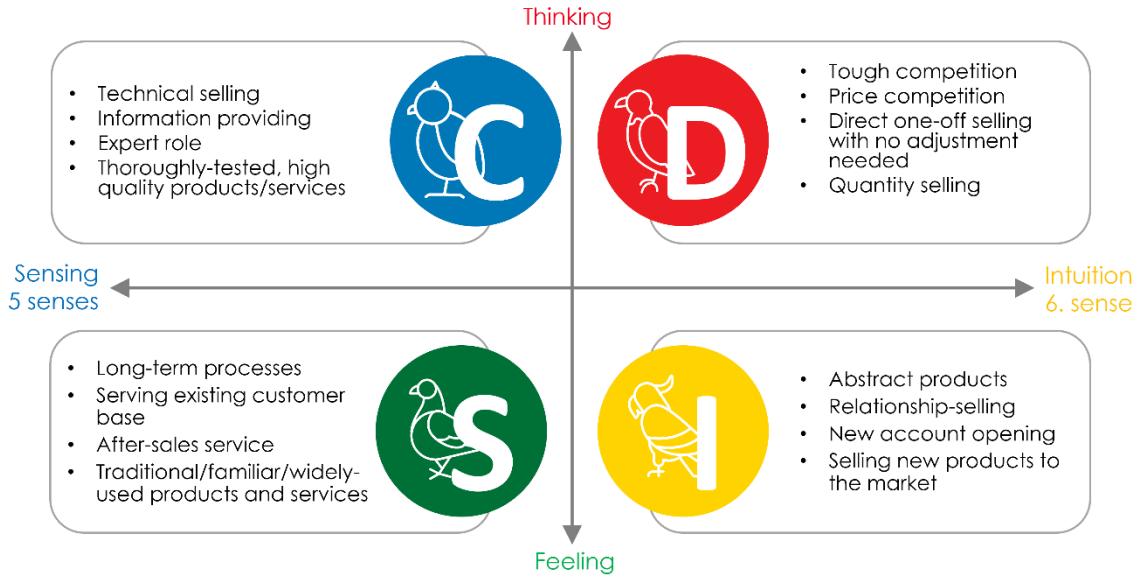 Thinking
• Technical selling
• Information providing
• Expert role
• Thoroughly-tested, high
quality products/services
C
D
• Tough competition
• Price competition
• Direct one-off selling
with no adjustment
needed
• Quantity selling
Sensing
5 senses
Intuition
6. sense
• Long-term processes
• Serving existing customer
base
• After-sales service
• Traditional/familiar/widely-
used products and services
S
I
• Abstract products
• Relationship-selling
• New account opening
• Selling new products to
the market
Feeling